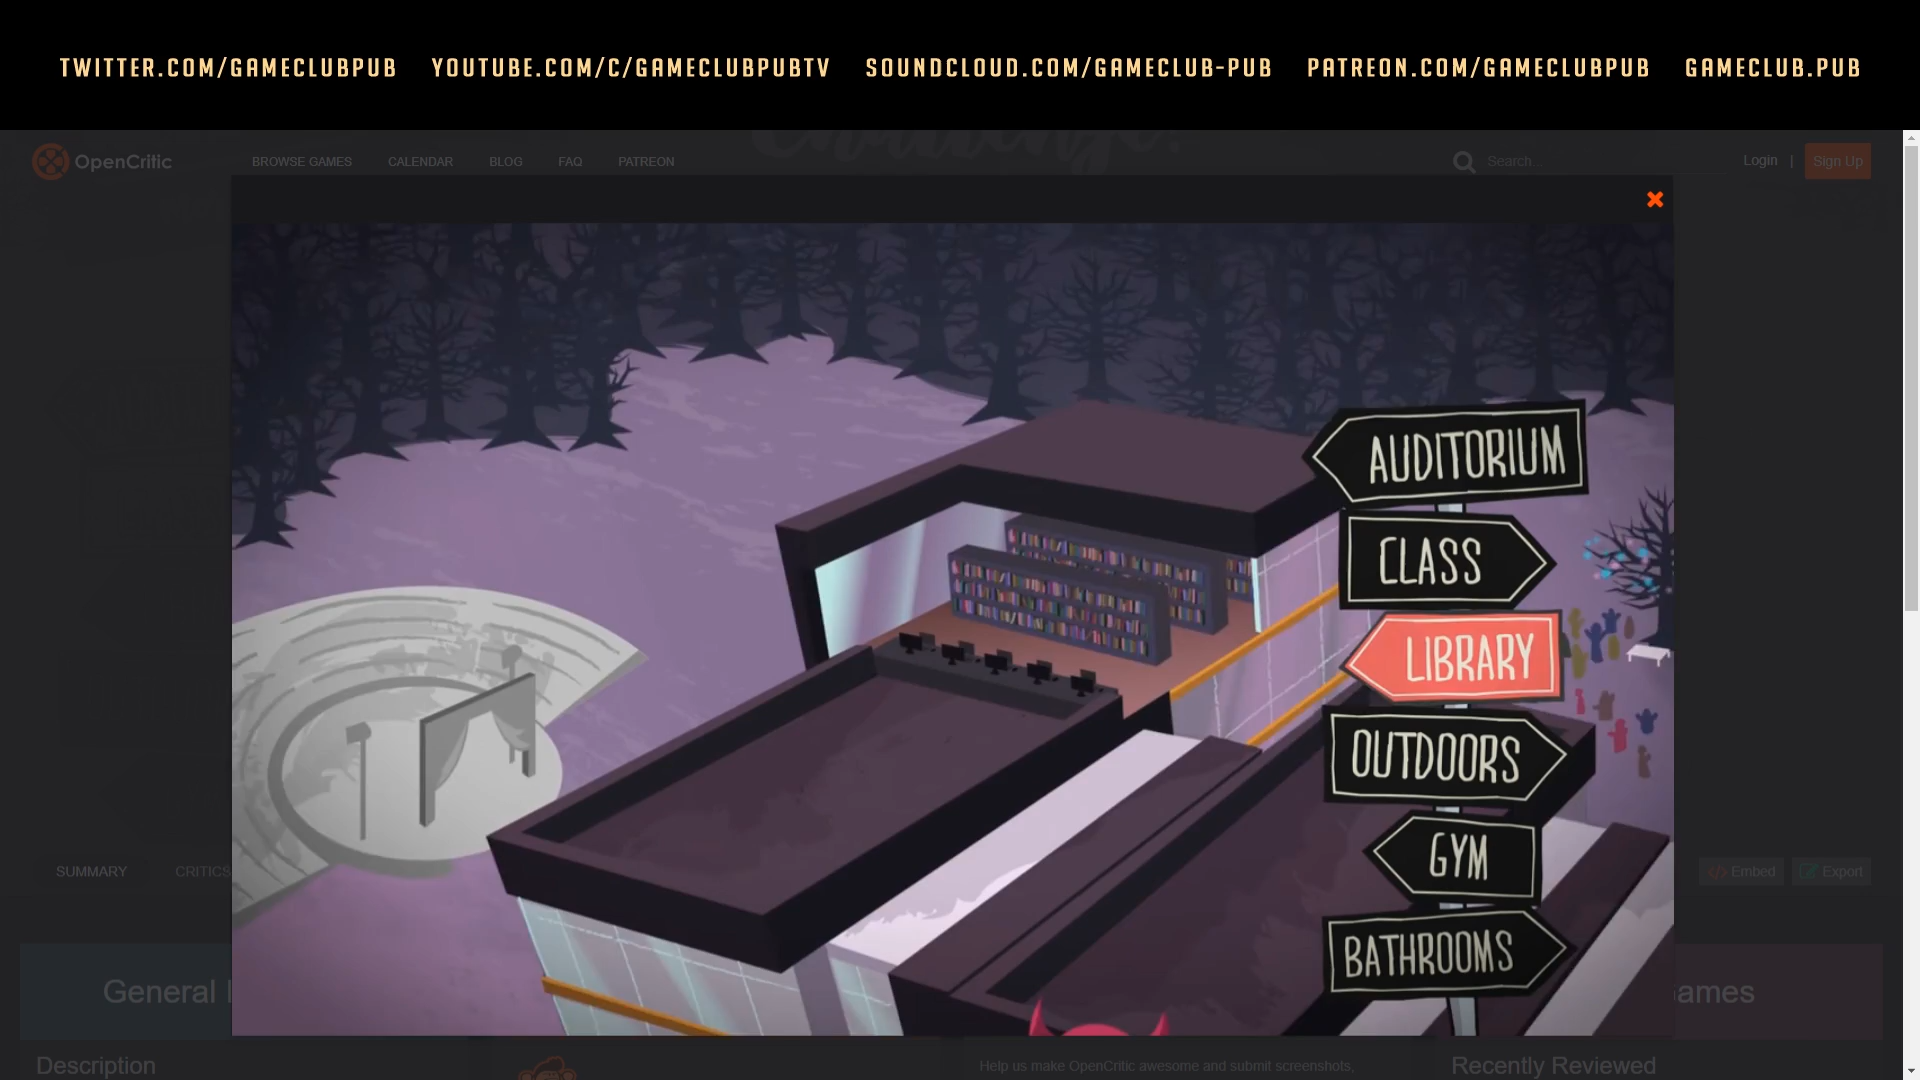 TWITTER.COM/GAMECLUBPUB YOUTUBE.COM/C/GAMECLUBPUBTV SOUNDCLOUD.COM/GAMECLUB-PUB PATREON.COM/GAMECLUBPUB GAMECLUB.PUB
Challenge!
OpenCritic BROWSE GAMES CALENDAR BLOG FAQ PATREON Search... Login | Sign Up
AUDITORIUM
CLASS
LIBRARY
OUTDOORS
GYM
BATHROOMS
SUMMARY CRITICS Embed Export
General
Description Help us make OpenCritic awesome and submit screenshots, Recently Reviewed